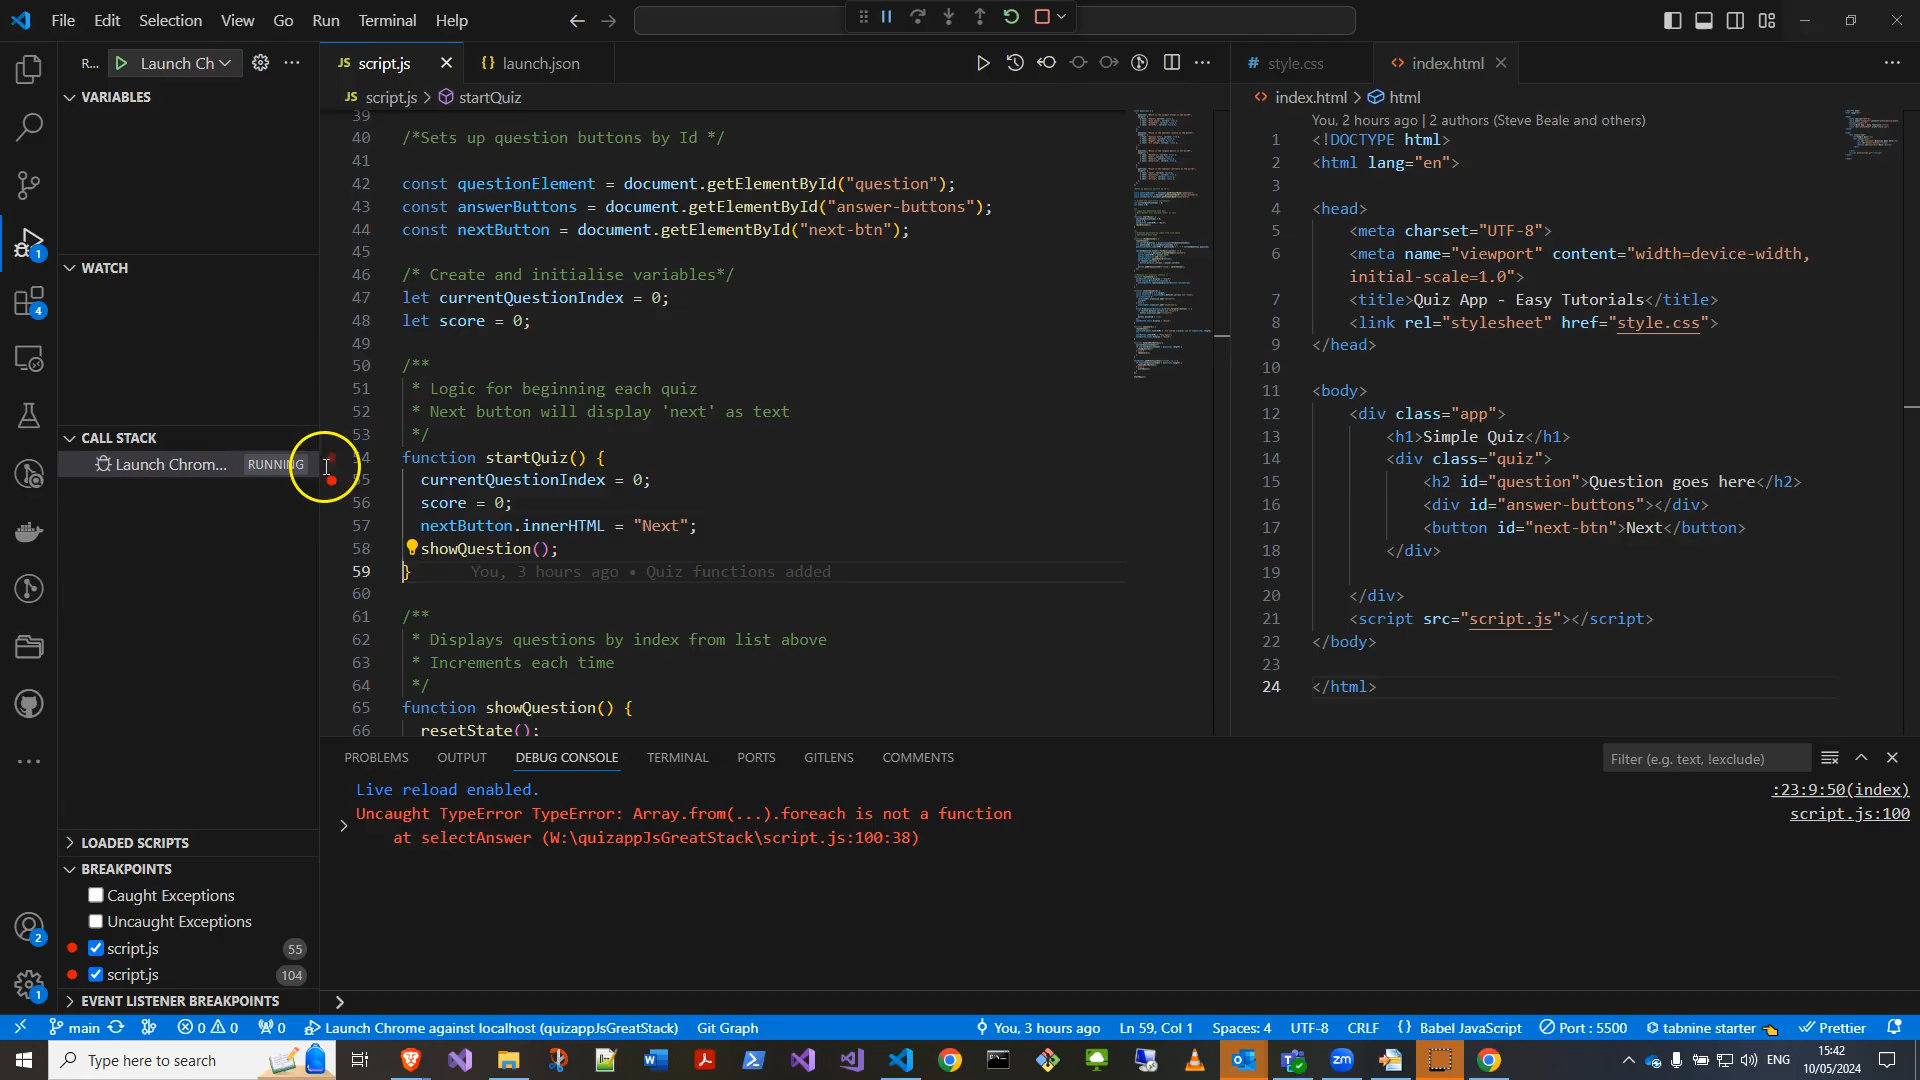 File Edit Selection View Go Run Terminal Help
R... Launch Ch
script.js
launch.json
style.css
index.html
VARIABLES
script.js > startQuiz
index.html > html
39
You, 2 hours ago | 2 authors (Steve Beale and others)
40 /*Sets up question buttons by Id */
41
42 const questionElement = document.getElementById("question");
43 const answerButtons = document.getElementById("answer-buttons");
44 const nextButton = document.getElementById("next-btn");
45
46 /* Create and initialise variables*/
47 let currentQuestionIndex = 0;
48 let score = 0;
49
50 /**
51 * Logic for beginning each quiz
52 * Next button will display 'next' as text
53 */
54 function startQuiz() {
55 currentQuestionIndex = 0;
56 score = 0;
57 nextButton.innerHTML = "Next";
58 showQuestion();
59 } You, 3 hours ago • Quiz functions added
60
61 /**
62 * Displays questions by index from list above
63 * Increments each time
64 */
65 function showQuestion() {
66 resetState();
1 <!DOCTYPE html>
2 <html lang="en">
3
4 <head>
5 <meta charset="UTF-8">
6 <meta name="viewport" content="width=device-width,
initial-scale=1.0">
7 <title>Quiz App - Easy Tutorials</title>
8 <link rel="stylesheet" href="style.css">
9 </head>
10
11 <body>
12 <div class="app">
13 <h1>Simple Quiz</h1>
14 <div class="quiz">
15 <h2 id="question">Question goes here</h2>
16 <div id="answer-buttons"></div>
17 <button id="next-btn">Next</button>
18 </div>
19
20 </div>
21 <script src="script.js"></script>
22 </body>
23
24 </html>
WATCH
CALL STACK
Launch Chrom... RUNNING
LOADED SCRIPTS
BREAKPOINTS
Caught Exceptions
Uncaught Exceptions
script.js 55
script.js 104
EVENT LISTENER BREAKPOINTS
1
4
2
1
PROBLEMS OUTPUT DEBUG CONSOLE TERMINAL PORTS GITLENS COMMENTS
Filter (e.g. text, !exclude)
Live reload enabled. :23:9:50(index)
Uncaught TypeError TypeError: Array.from(...).foreach is not a function script.js:100
at selectAnswer (W:\quizappJsGreatStack\script.js:100:38)
main 0 0 0 Launch Chrome against localhost (quizappJsGreatStack) Git Graph You, 3 hours ago Ln 59, Col 1 Spaces: 4 UTF-8 CRLF {} Babel JavaScript Port : 5500 tabnine starter Prettier
Type here to search
ENG
15:42
10/05/2024